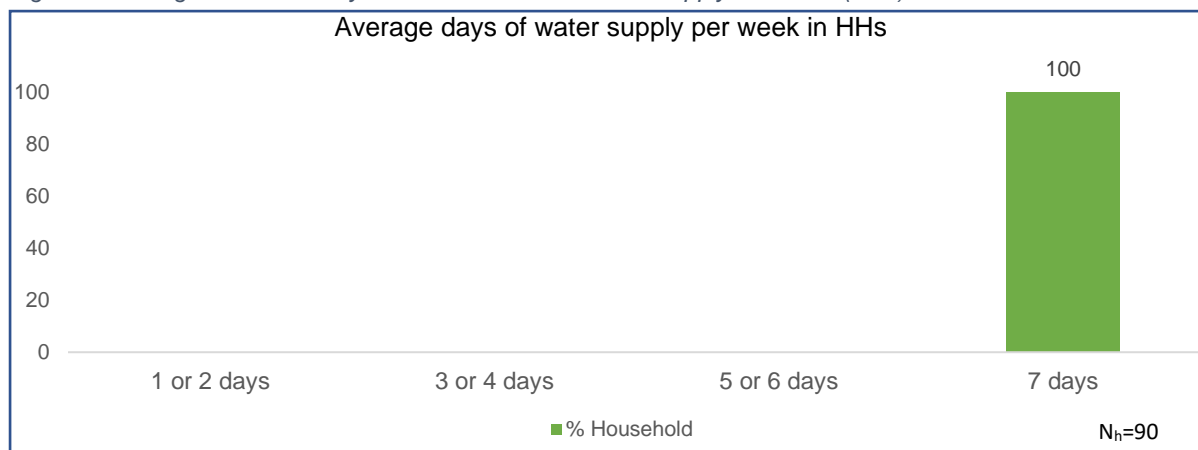 Average days of water supply per week in HHs
100
100
80
60
40
20
0
1 or 2 days 3 or 4 days 5 or 6 days 7 days
% Household
Nh=90